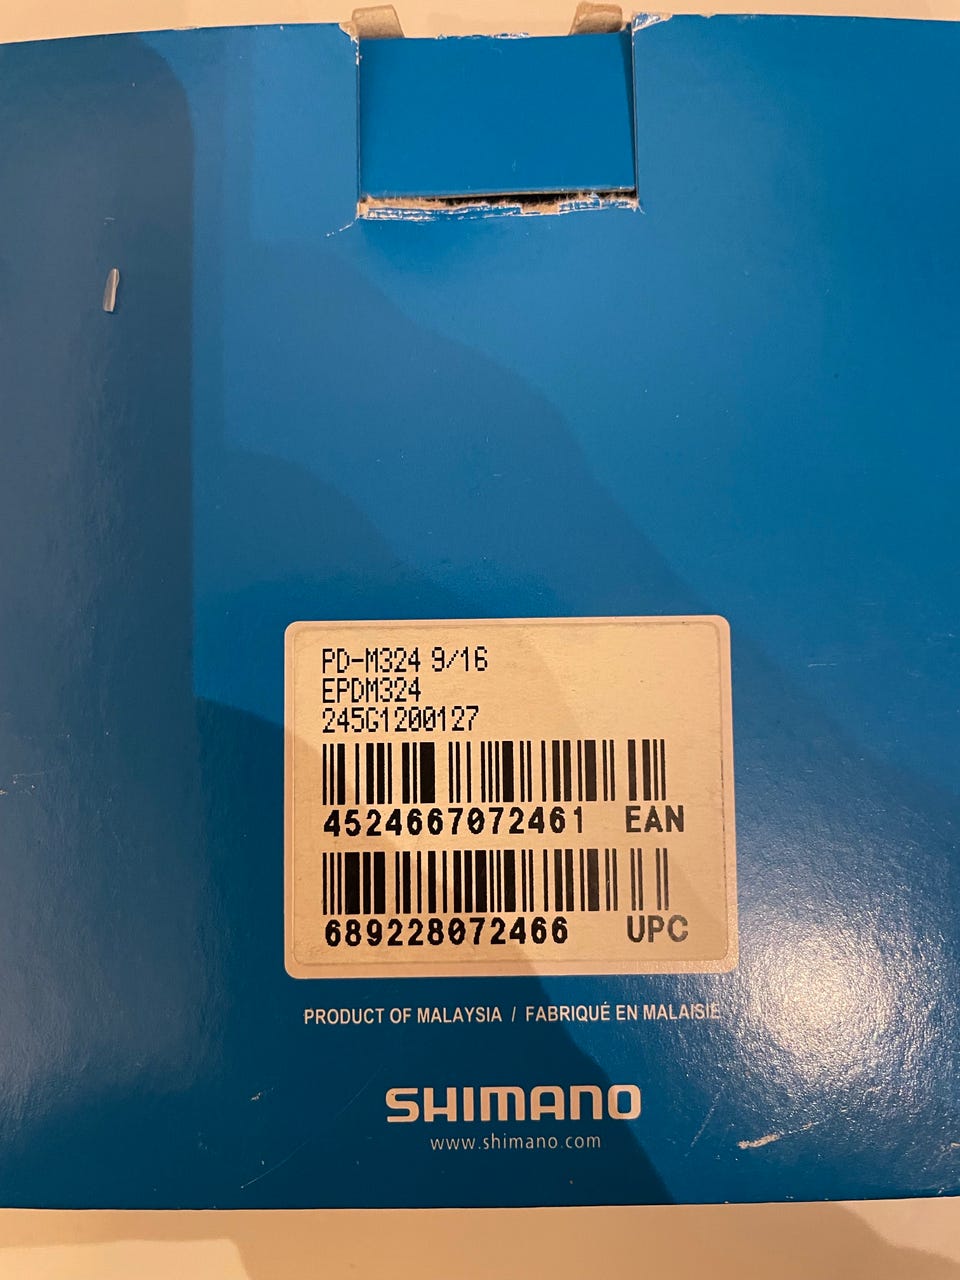 PD-M324 9/16
EPDM324
245G1200127
4524667072461 EAN
689228072466 UPC
PRODUCT OF MALAYSIA / FABRIQUÉ EN MALAISIE
SHIMANO
www.shimano.com